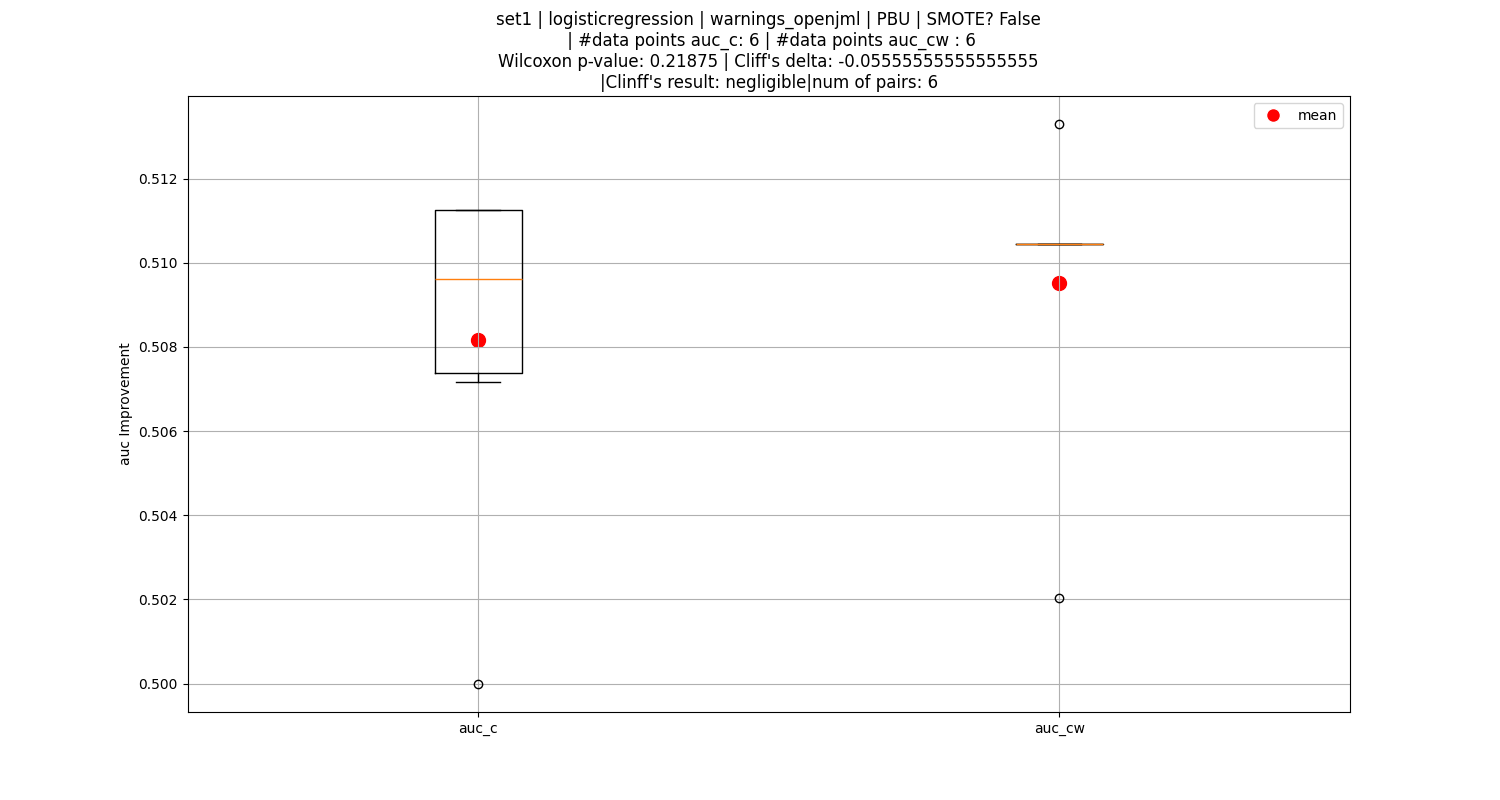 set1 | logisticregression | warnings_openjml | PBU | SMOTE? False
| #data points auc_c: 6 | #data points auc_cw : 6
Wilcoxon p-value: 0.21875 | Cliff's delta: -0.05555555555555555
|Clinff's result: negligible|num of pairs: 6
mean
0.512
0.510
0.508
0.506
0.504
0.502
0.500
auc Improvement
auc_c
auc_cw